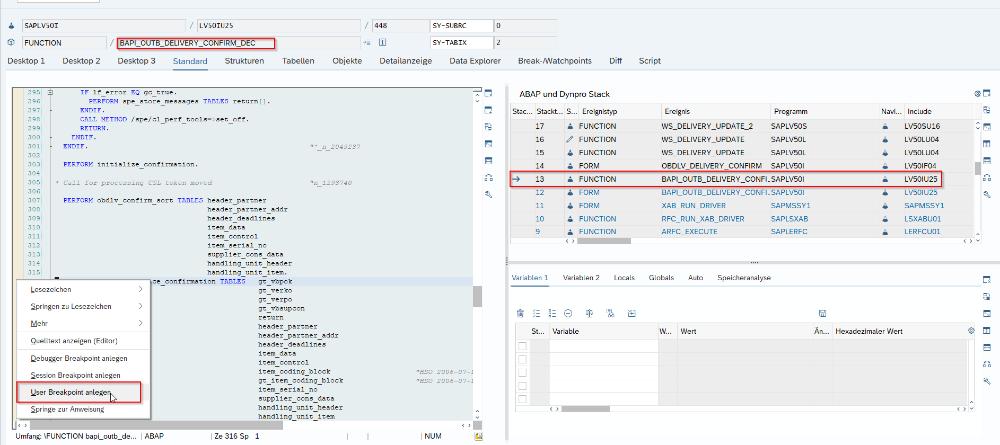 SAPLV50I / LV50IU25 / 448 SY-SUBRC 0
FUNCTION / BAPI_OUTB_DELIVERY_CONFIRM_DEC SY-TABIX 2
Desktop 1 Desktop 2 Desktop 3 Standard Strukturen Tabellen Objekte Detailanzeige Data Explorer Break-/Watchpoints Diff Script
295 IF lf_error EQ gc_true.
296 PERFORM spe_store_messages TABLES return[].
297 ENDIF.
298 CALL METHOD /spe/cl_perf_tools=>set_off.
299 RETURN.
300 ENDIF.
301 ENDIF. "^_n_2049237
302
303 PERFORM initialize_confirmation.
304
305 * Call for processing CSL token moved "n_1293740
306
307 PERFORM obdlv_confirm_sort TABLES header_partner
308 header_partner_addr
309 header_deadlines
310 item_data
311 item_control
312 item_serial_no
313 supplier_cons_data
314 handling_unit_header
315 handling_unit_item.
ce_confirmation TABLES gt_vbpok
gt_verko
gt_verpo
gt_vbsupcon
return
header_partner
header_partner_addr
header_deadlines
item_data
item_control
item_coding_block "HSO 2006-07-1
gt_item_coding_block "HSO 2006-07-1
item_serial_no
supplier_cons_data
handling_unit_header
handling_unit_item
Lesezeichen
Springen zu Lesezeichen
Mehr
Quelltext anzeigen (Editor)
Debugger Breakpoint anlegen
Session Breakpoint anlegen
User Breakpoint anlegen
Springe zur Anweisung
Umfang: \FUNCTION bapi_outb_de... ABAP Ze 316 Sp 1 NUM
ABAP und Dynpro Stack
Stac... Stackt... S... Ereignistyp Ereignis Programm Navi... Include
17 FUNCTION WS_DELIVERY_UPDATE_2 SAPLV50S LV50SU16
16 FUNCTION WS_DELIVERY_UPDATE SAPLV50L LV50LU04
15 FUNCTION WS_DELIVERY_UPDATE SAPLV50L LV50LU04
14 FORM OBDLV_DELIVERY_CONFIRM SAPLV50I LV50IF04
13 FUNCTION BAPI_OUTB_DELIVERY_CONFI... SAPLV50I LV50IU25
12 FORM BAPI_OUTB_DELIVERY_CONFI... SAPLV50I LV50IU25
11 FORM XAB_RUN_DRIVER SAPMSSY1 SAPMSSY1
10 FUNCTION RFC_RUN_XAB_DRIVER SAPLSXAB LSXABU01
9 FUNCTION ARFC_EXECUTE SAPLERFC LERFCU01
Variablen 1 Variablen 2 Locals Globals Auto Speicheranalyse
St... Variable W... Wert Än... Hexadezimaler Wert